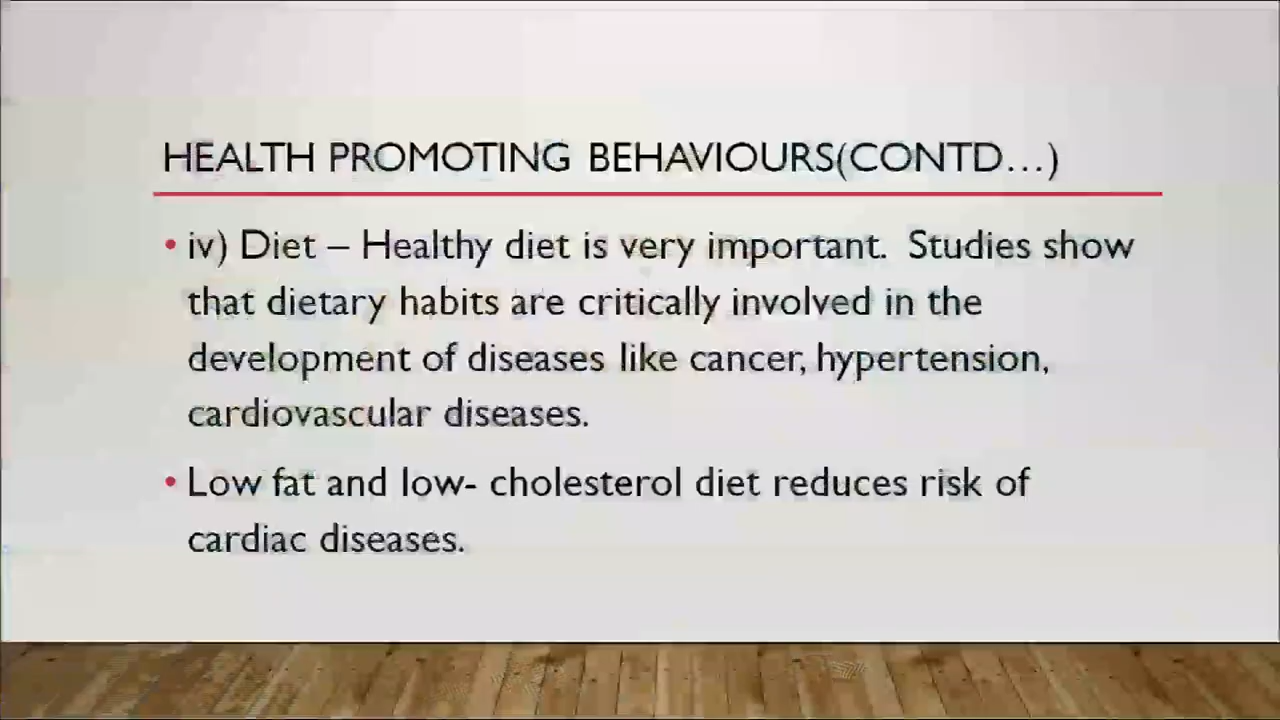 HEALTH PROMOTING BEHAVIOURS(CONTD...)
• iv) Diet – Healthy diet is very important. Studies show
that dietary habits are critically involved in the
development of diseases like cancer, hypertension,
cardiovascular diseases.
• Low fat and low- cholesterol diet reduces risk of
cardiac diseases.